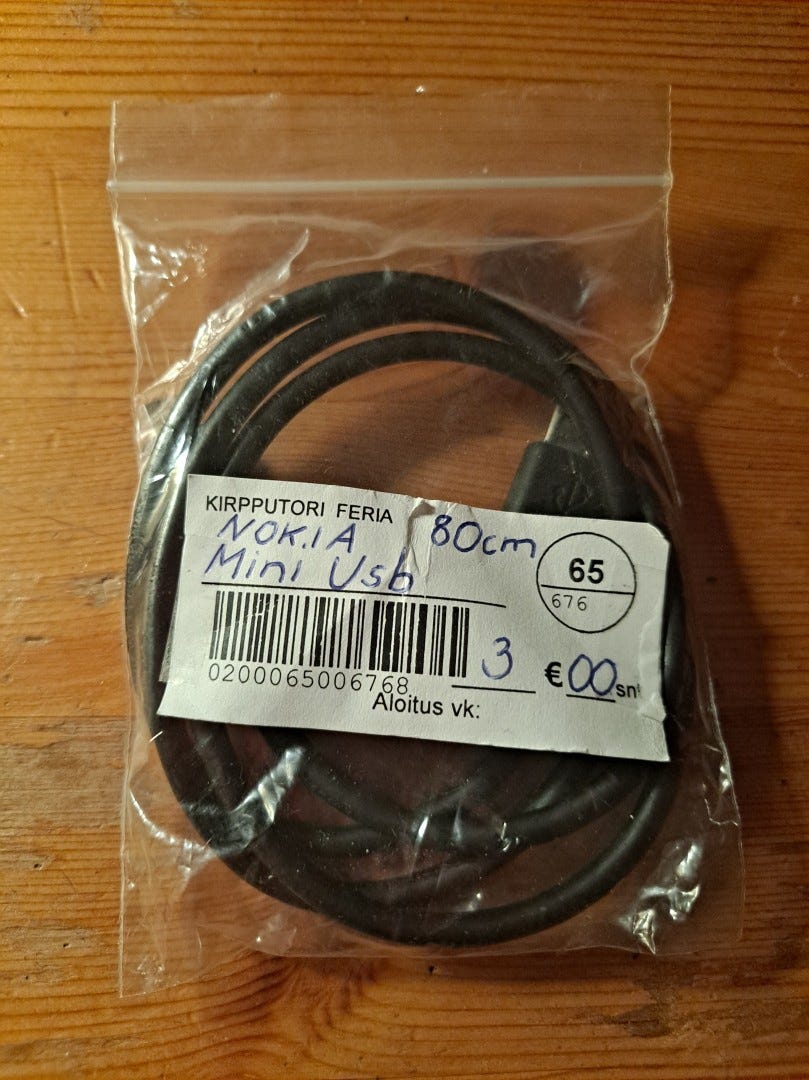 KIRPPUTORI FERIA
NOKIA 80cm
Mini Usb
65
676
0200065006768
3 €00 snt
Aloitus vk: